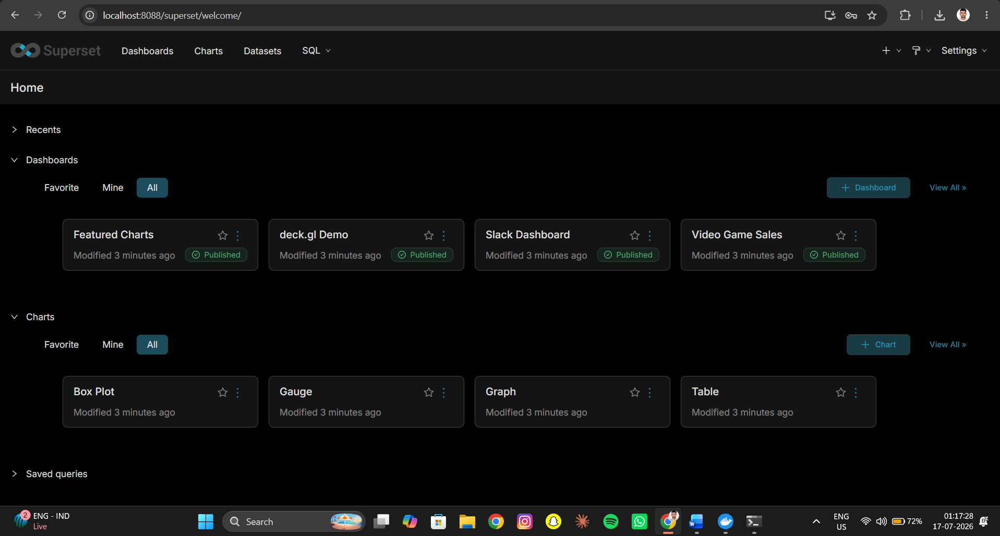 localhost:8088/superset/welcome/
Superset Dashboards Charts Datasets SQL Settings
Home
Recents
Dashboards
Favorite Mine All + Dashboard View All »
Featured Charts deck.gl Demo Slack Dashboard Video Game Sales
Modified 3 minutes ago Published Modified 3 minutes ago Published Modified 3 minutes ago Published Modified 3 minutes ago Published
Charts
Favorite Mine All + Chart View All »
Box Plot Gauge Graph Table
Modified 3 minutes ago Modified 3 minutes ago Modified 3 minutes ago Modified 3 minutes ago
Saved queries
2 ENG - IND Search ENG 72% 01:17:28
Live US 17-07-2026